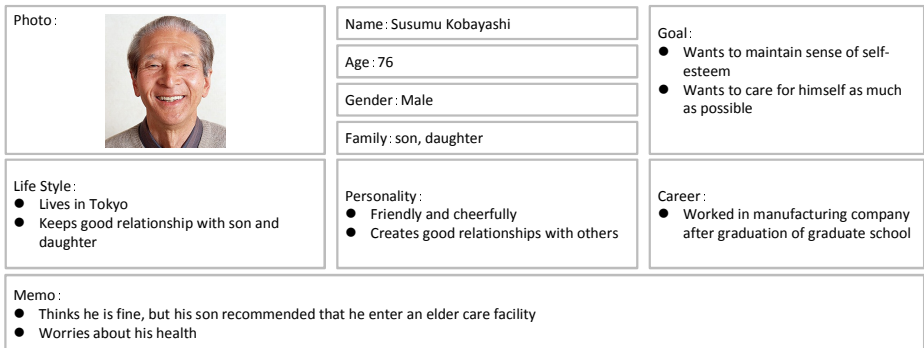 Photo:
Name: Susumu Kobayashi
Age: 76
Gender: Male
Family: son, daughter
Goal:
● Wants to maintain sense of self-
esteem
● Wants to care for himself as much
as possible
Life Style:
● Lives in Tokyo
● Keeps good relationship with son and
daughter
Personality:
● Friendly and cheerfully
● Creates good relationships with others
Career:
● Worked in manufacturing company
after graduation of graduate school
Memo:
● Thinks he is fine, but his son recommended that he enter an elder care facility
● Worries about his health